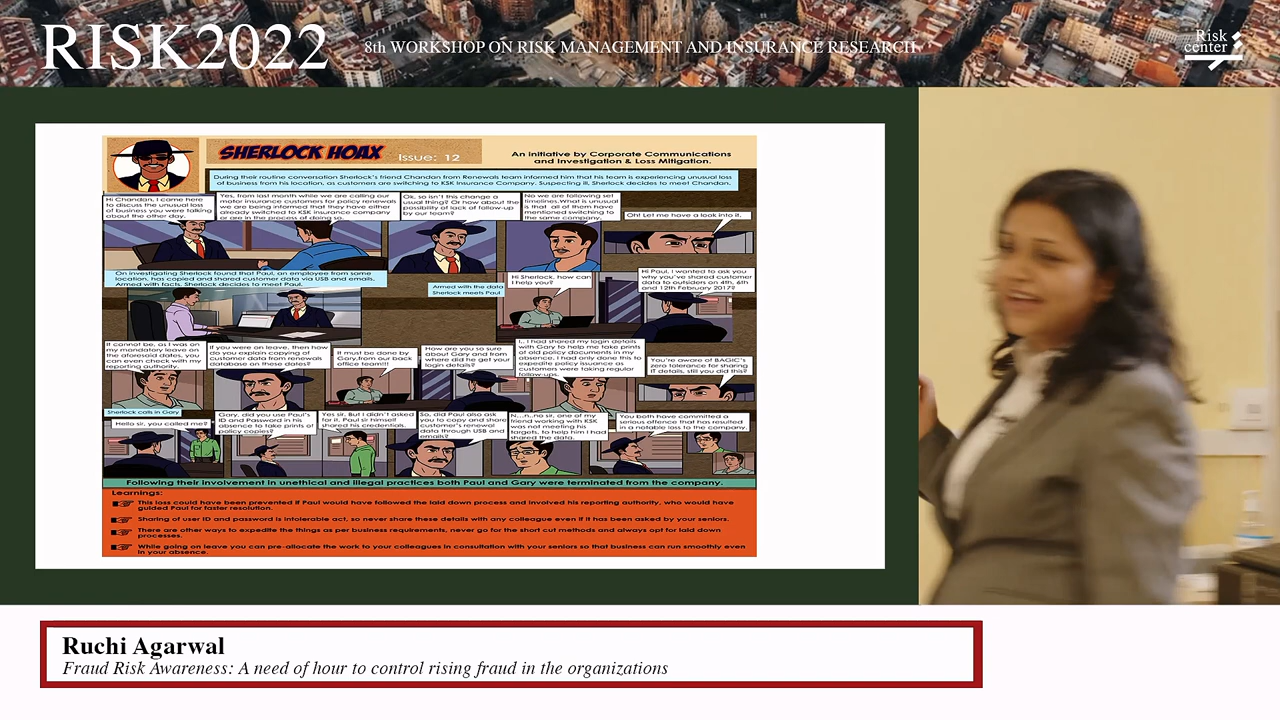 RISK2022
8th WORKSHOP ON RISK MANAGEMENT AND INSURANCE RESEARCH
Risk
center
SHERLOCK HOAX
Issue: 12
An initiative by Corporate Communications
and Investigation & Loss Mitigation.
During their routine conversation Sherlock's friend Chandan from Renewals team informed him that his team is experiencing unusual loss
of business from his location, as customers are switching to KSK Insurance Company. Suspecting ill, Sherlock decides to meet Chandan.
Hi Chandan, I came here
to discuss the unusual loss
of business you were talking
about the other day.
Yes, from last month while we are calling our
motor insurance customers for policy renewals
we are being informed that they have either
already switched to KSK Insurance company
or are in the process of doing so.
Ok, so isn't this change a
usual thing? Or how about the
possibility of lack of follow-up
by our team?
No we are following set
timelines.What is unusual
is that all of them have
mentioned switching to
the same company.
Oh! Let me have a look into it.
On investigating Sherlock found that Paul, an employee from same
location, has copied and shared customer data via USB and emails.
Armed with facts, Sherlock decides to meet Paul.
Armed with the data
Sherlock meets Paul
Hi Sherlock, how can
I help you?
Hi Paul, I wanted to ask you
why you've shared customer
data to outsiders on 4th, 6th
and 12th February 2017?
It cannot be, as I was on
my mandatory leave on
the aforesaid dates, you
can even check with my
reporting authority.
If you were on leave, then how
do you explain copying of
customer data from renewals
database on these dates?
It must be done by
Gary,from our back
office team!!!
How are you so sure
about Gary and from
where did he get your
login details?
I,, I had shared my login details
with Gary to help me take prints
of old policy documents in my
absence. I had only done this to
expedite policy issuance as
customers were taking regular
follow-ups.
You're aware of BAGIC's
zero tolerance for sharing
IT details, still you did this?
Sherlock calls in Gary
Hello sir, you called me?
Gary, did you use Paul's
ID and Password in his
absence to take prints of
policy copies?
Yes sir, But I didn't asked
for it, Paul sir himself
shared his credentials.
So, did Paul also ask
you to copy and share
customer's renewal
data through USB and
emails?
N...n..no sir, one of my
friend working with KSK
was not meeting his
targets, to help him I had
shared the data.
You both have committed a
serious offence that has resulted
in a notable loss to the company.
Following their involvement in unethical and illegal practices both Paul and Gary were terminated from the company.
Learnings:
This loss could have been prevented if Paul would have followed the laid down process and involved his reporting authority, who would have
guided Paul for faster resolution.
Sharing of user ID and password is intolerable act, so never share these details with any colleague even if it has been asked by your seniors.
There are other ways to expedite the things as per business requirements, never go for the short cut methods and always opt for laid down
processes.
While going on leave you can pre-allocate the work to your colleagues in consultation with your seniors so that business can run smoothly even
in your absence.
Ruchi Agarwal
Fraud Risk Awareness: A need of hour to control rising fraud in the organizations